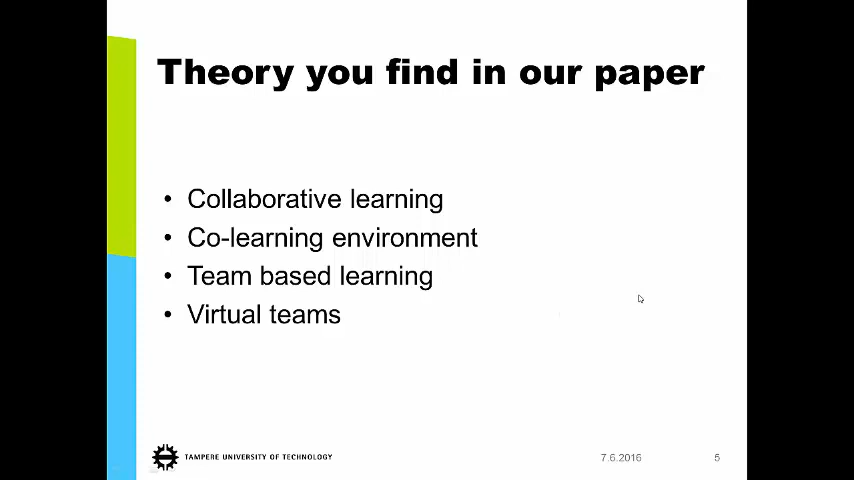 Theory you find in our paper
• Collaborative learning
• Co-learning environment
• Team based learning
• Virtual teams
TAMPERE UNIVERSITY OF TECHNOLOGY
7.6.2016
5